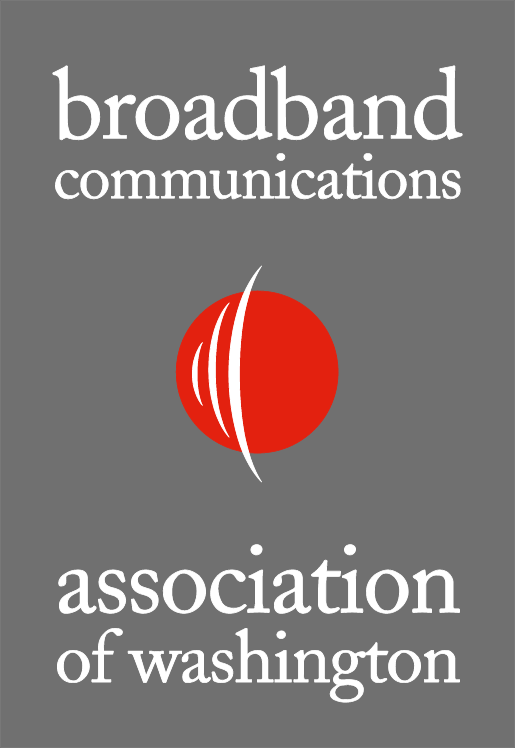 broadband
communications
association
of washington